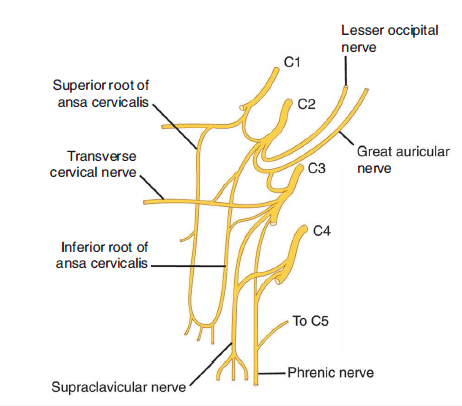 Lesser occipital
nerve
C1
Superior root of
ansa cervicalis
C2
Great auricular
nerve
Transverse
cervical nerve
C3
C4
Inferior root of
ansa cervicalis
To C5
Phrenic nerve
Supraclavicular nerve